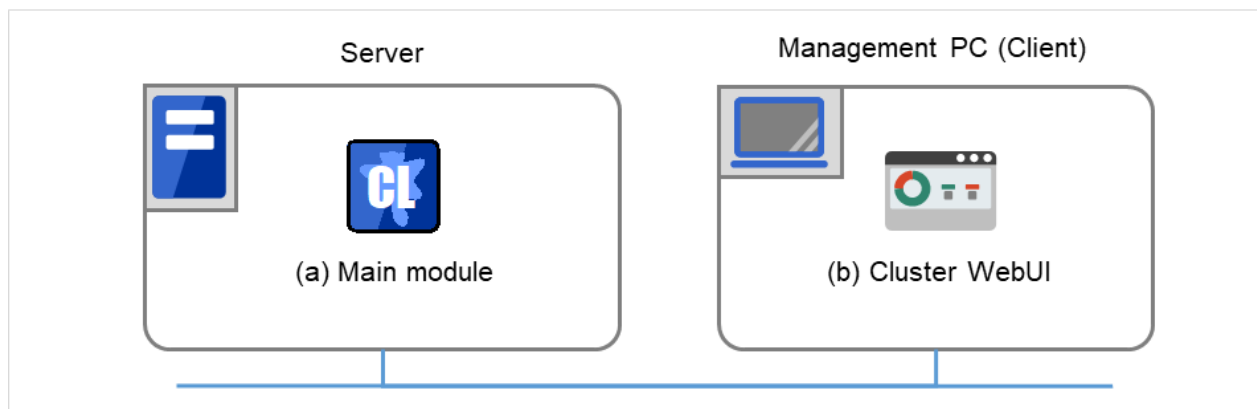 Server
Management PC (Client)
CL
(a) Main module
(b) Cluster WebUI